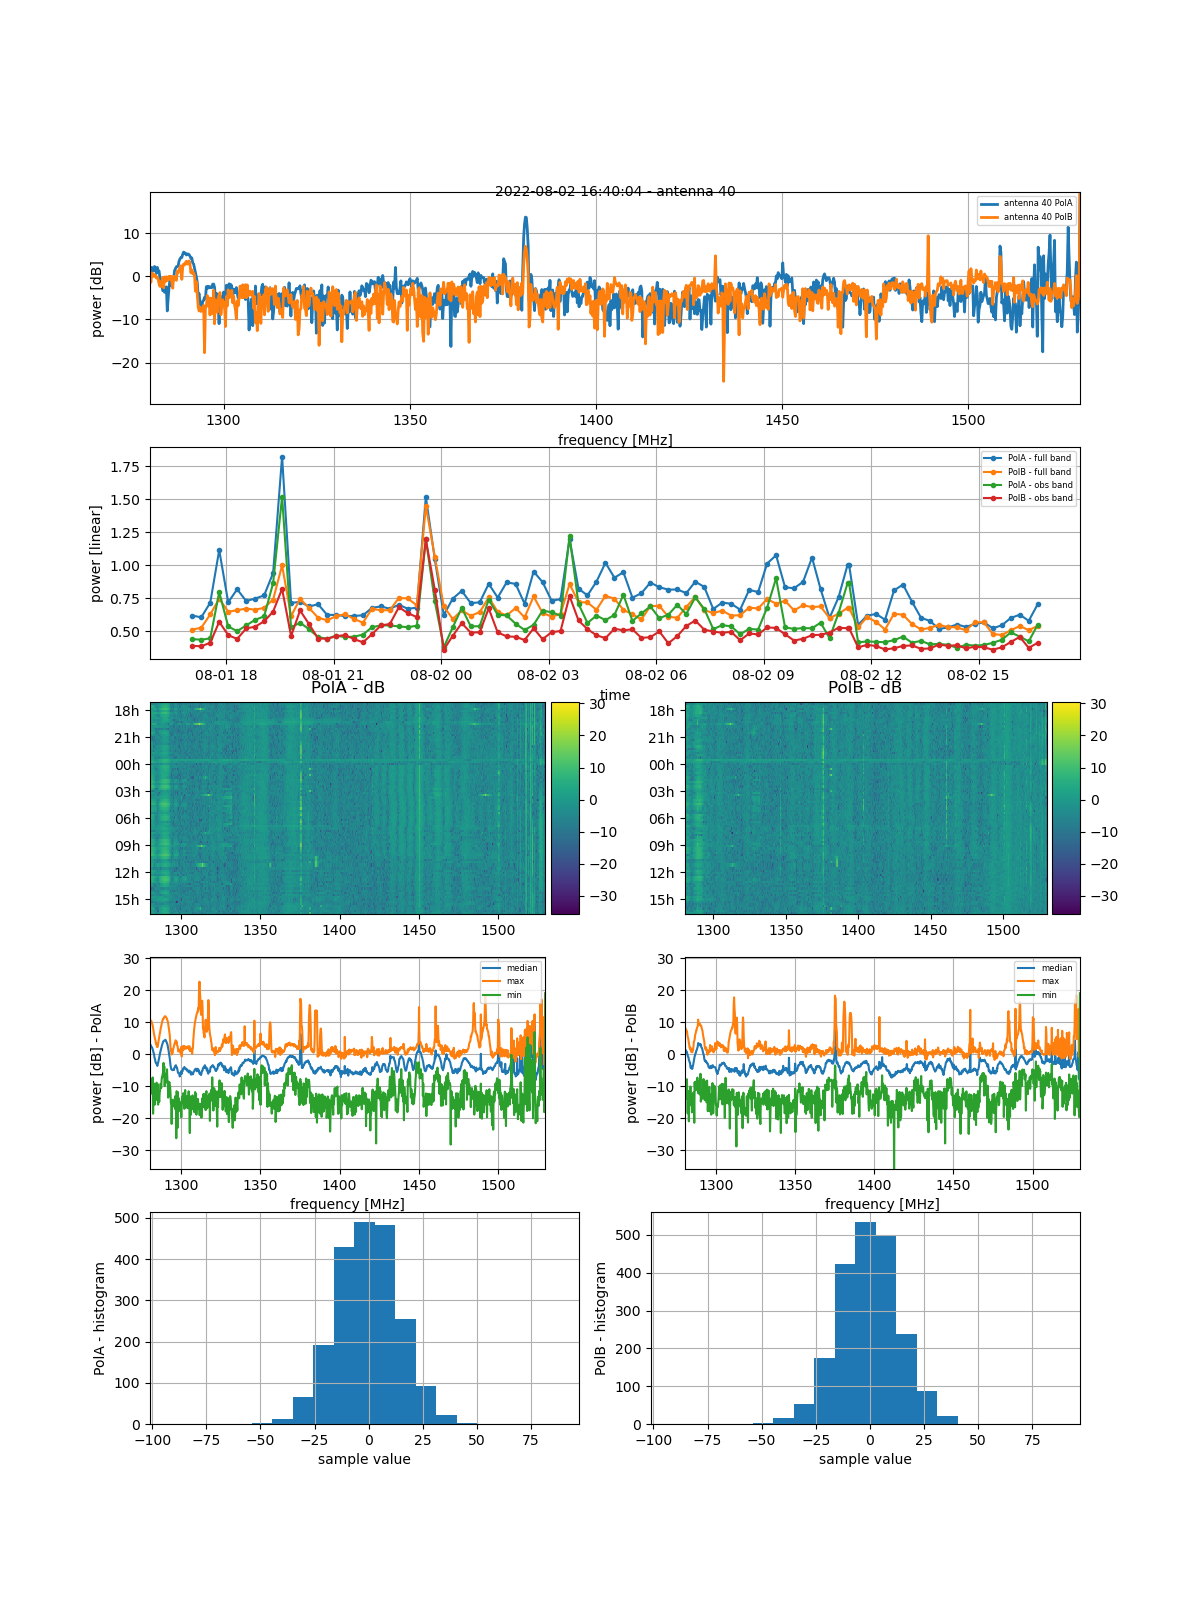 2022-08-02 16:40:04 - antenna 40
antenna 40 PolA
antenna 40 PolB
power [dB]
10
0
−10
−20
1300 1350 1400 1450 1500
frequency [MHz]
PolA - full band
PolB - full band
PolA - obs band
PolB - obs band
power [linear]
1.75
1.50
1.25
1.00
0.75
0.50
08-01 18 08-01 21 08-02 00 08-02 03 08-02 06 08-02 09 08-02 12 08-02 15
time
PolA - dB
18h
21h
00h
03h
06h
09h
12h
15h
1300 1350 1400 1450 1500
30
20
10
0
−10
−20
−30
PolB - dB
18h
21h
00h
03h
06h
09h
12h
15h
1300 1350 1400 1450 1500
30
20
10
0
−10
−20
−30
power [dB] - PolA
30
20
10
0
−10
−20
−30
median
max
min
1300 1350 1400 1450 1500
frequency [MHz]
power [dB] - PolB
30
20
10
0
−10
−20
−30
median
max
min
1300 1350 1400 1450 1500
frequency [MHz]
PolA - histogram
500
400
300
200
100
0
−100 −75 −50 −25 0 25 50 75
sample value
PolB - histogram
500
400
300
200
100
0
−100 −75 −50 −25 0 25 50 75
sample value